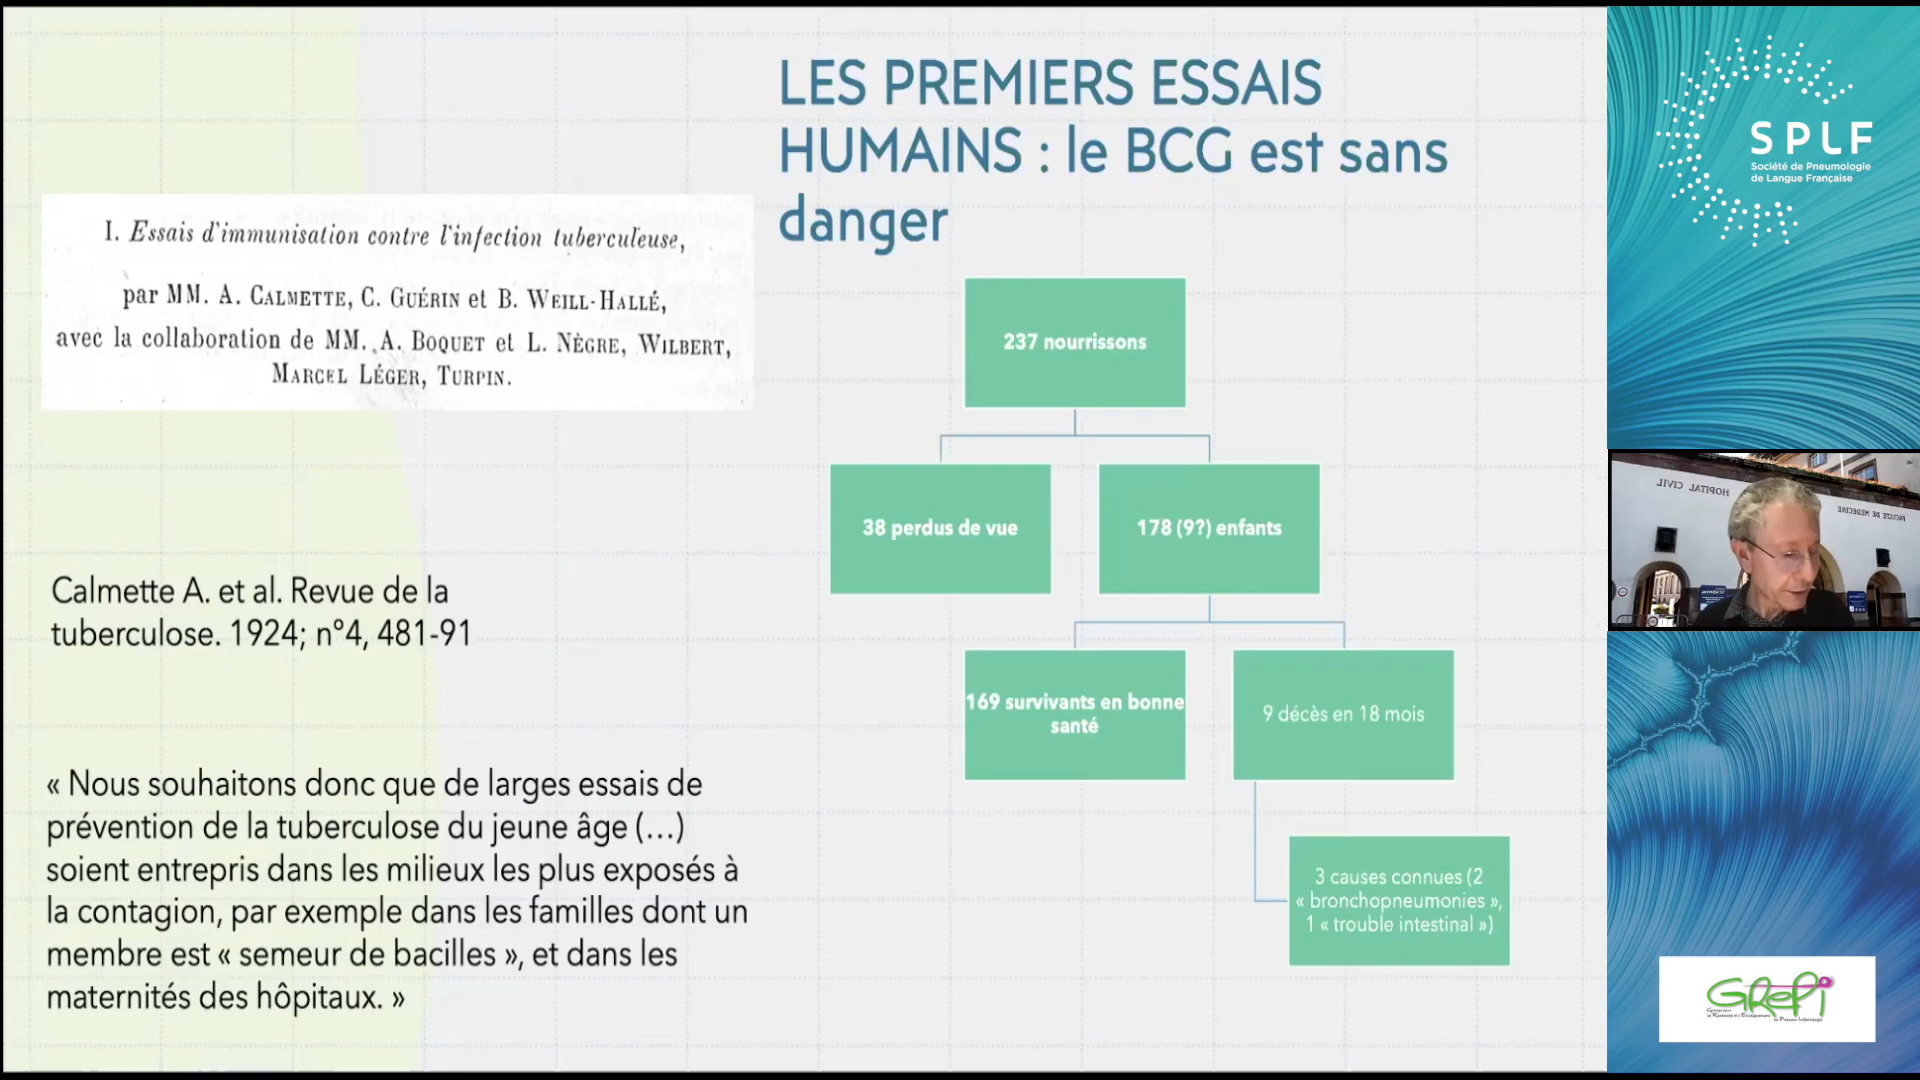 LES PREMIERS ESSAIS
HUMAINS : le BCG est sans
danger
I. Essais d'immunisation contre l'infection tuberculeuse,
par MM. A. CALMETTE, C. GUÉRIN et B. WEILL-HALLÉ,
avec la collaboration de MM. A. BOQUET et L. NÈGRE, WILBERT,
MARCEL LÉGER, TURPIN.
Calmette A. et al. Revue de la
tuberculose. 1924; n°4, 481-91
« Nous souhaitons donc que de larges essais de
prévention de la tuberculose du jeune âge (…)
soient entrepris dans les milieux les plus exposés à
la contagion, par exemple dans les familles dont un
membre est « semeur de bacilles », et dans les
maternités des hôpitaux. »
237 nourrissons
38 perdus de vue
178 (9?) enfants
169 survivants en bonne
santé
9 décès en 18 mois
3 causes connues (2
« bronchopneumonies »,
1 « trouble intestinal »)
SPLF
Société de Pneumologie
de Langue Française
HOPITAL CIVIL
FACULTE DE MEDECINE
GREPI